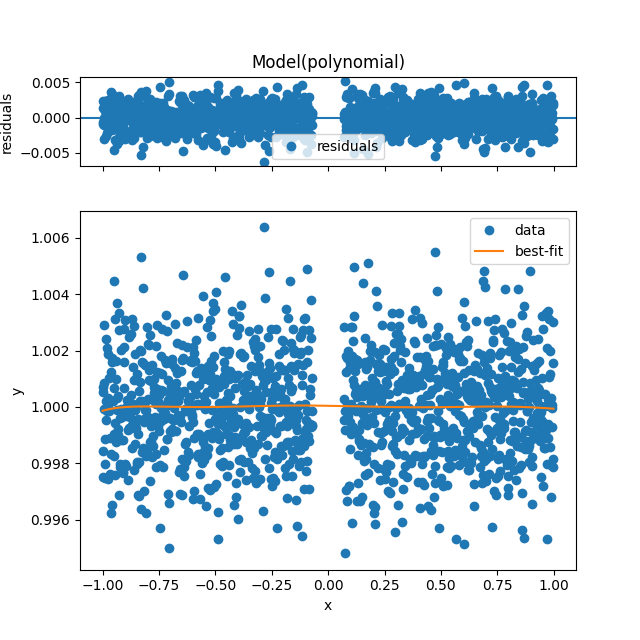 Model(polynomial)
0.005
0.000
−0.005
residuals
residuals
1.006
1.004
1.002
1.000
0.998
0.996
y
data
best-fit
−1.00 −0.75 −0.50 −0.25 0.00 0.25 0.50 0.75 1.00
x